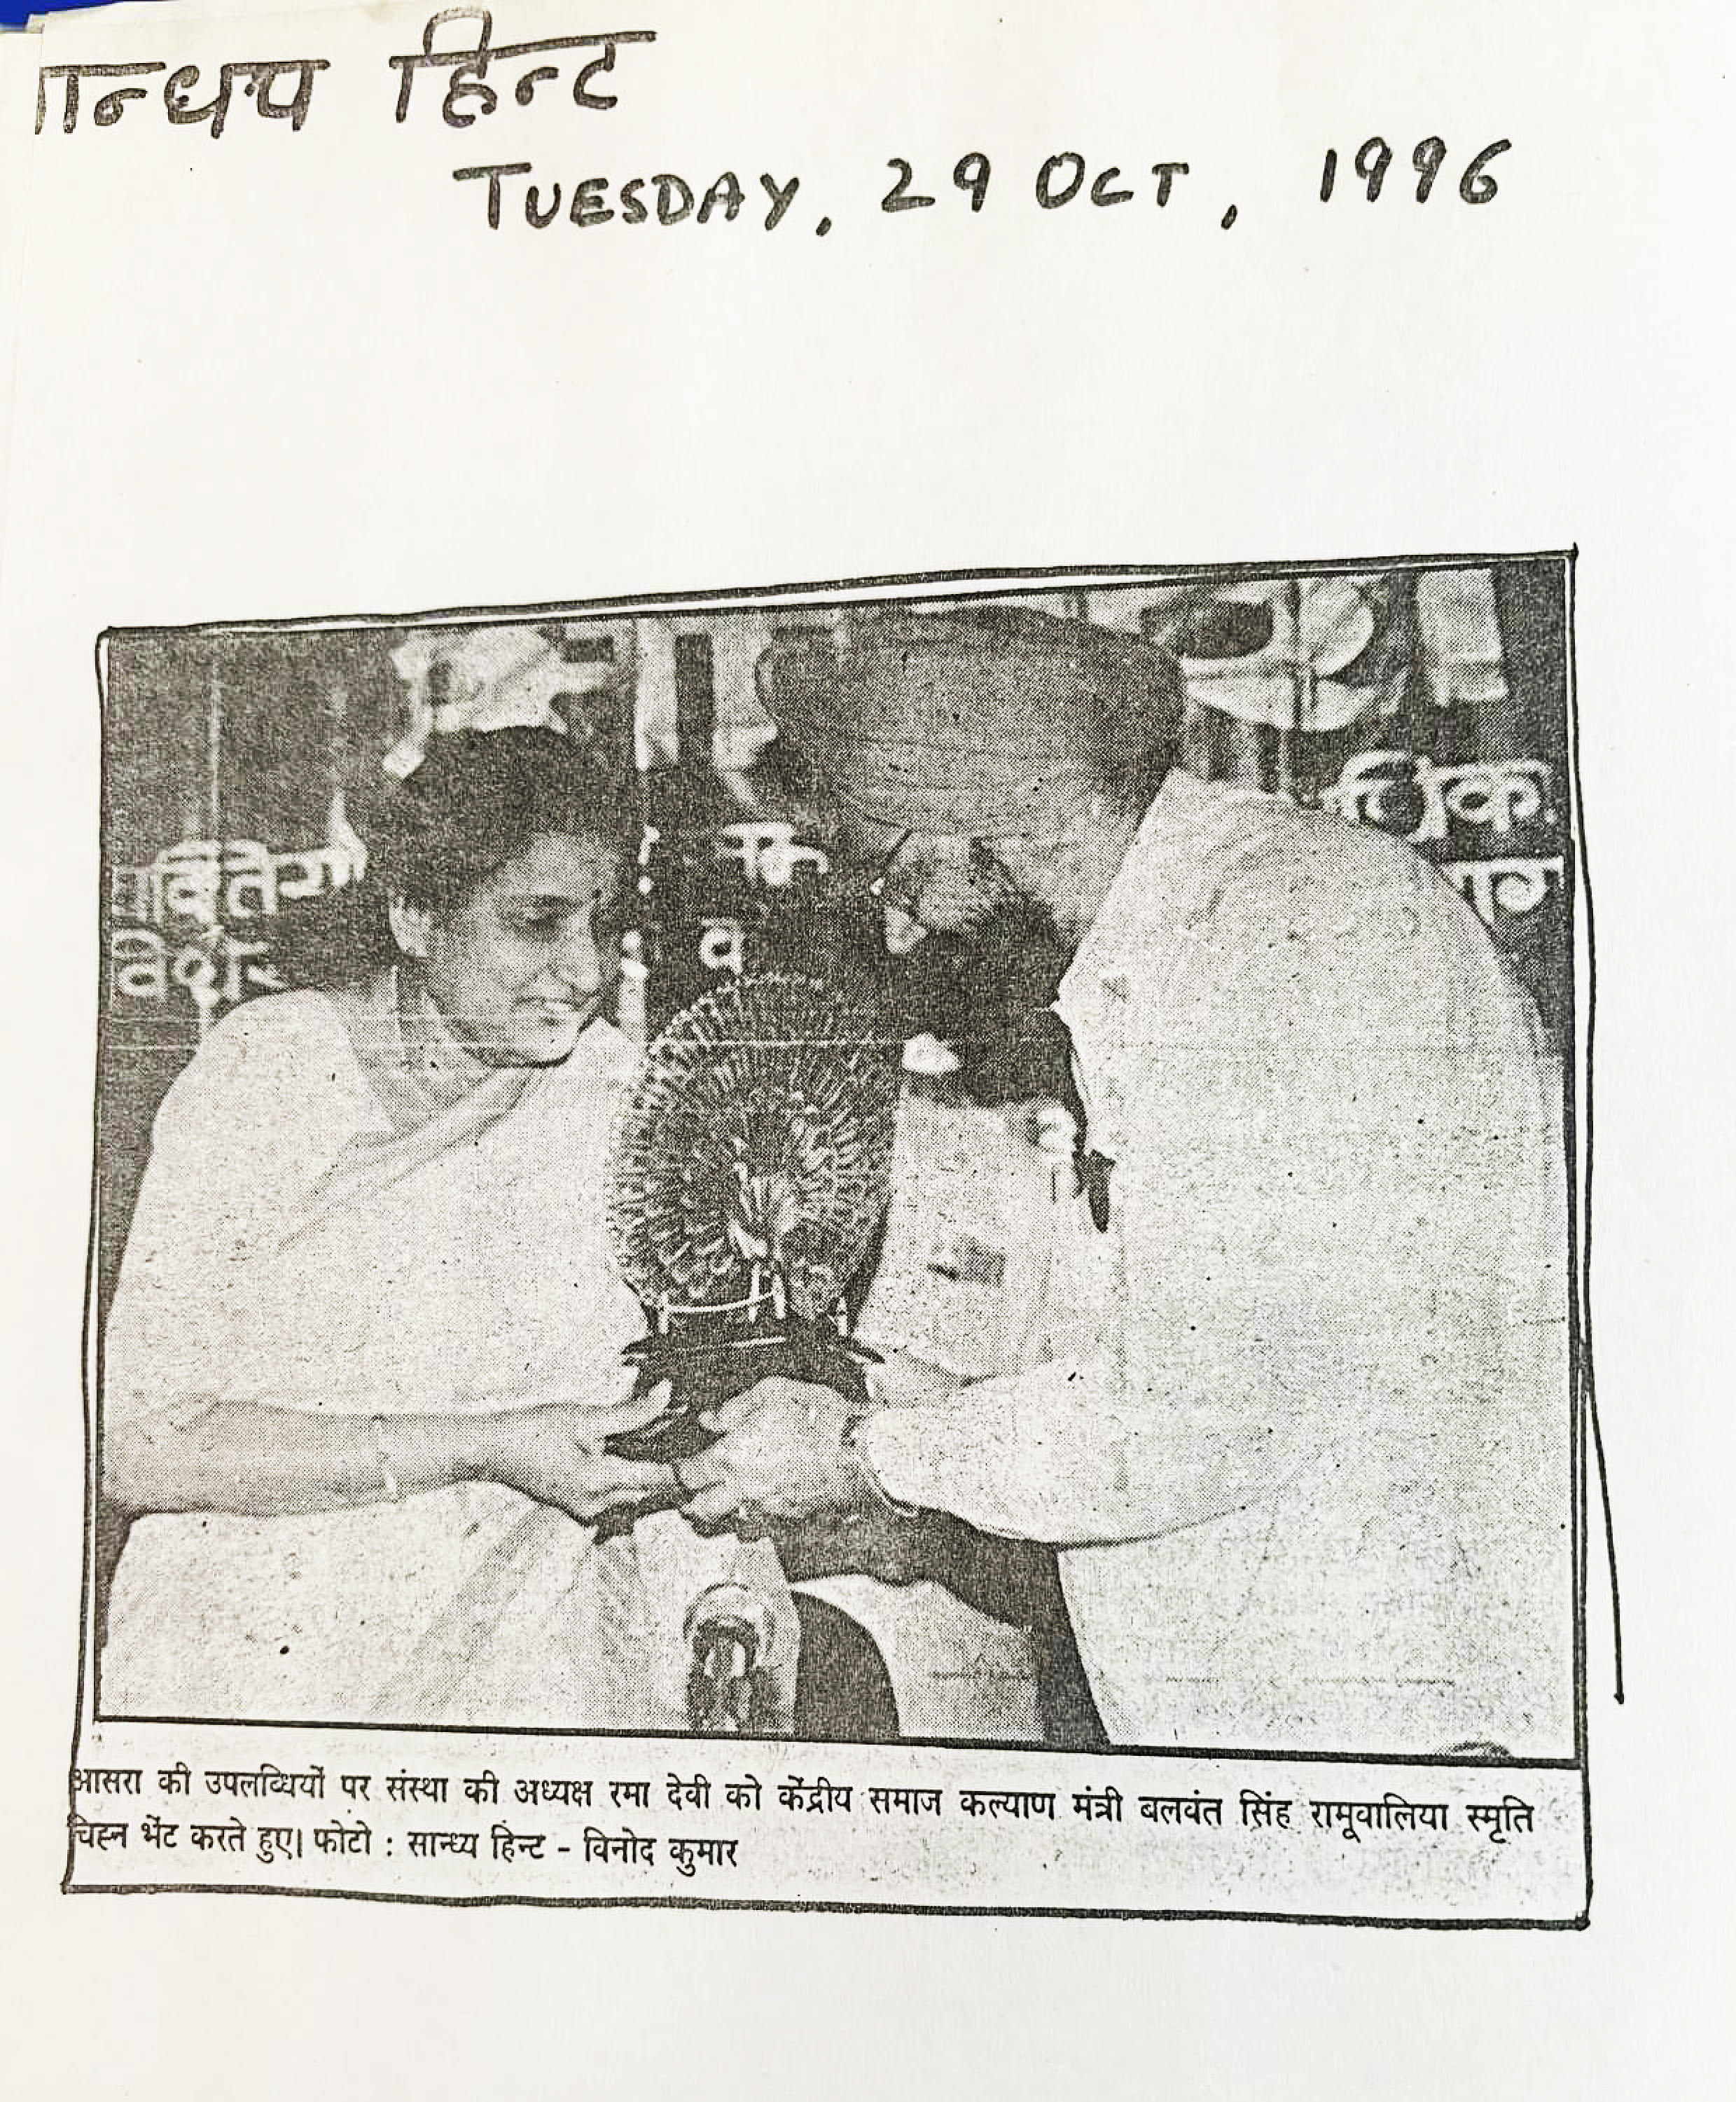 ान्ध्य हिन्ट
TUESDAY, 29 OCT, 1996
आसरा की उपलब्धियों पर संस्था की अध्यक्ष रमा देवी को केंद्रीय समाज कल्याण मंत्री बलवंत सिंह रामूवालिया स्मृति
चिह्न भेंट करते हुए। फोटो : सान्ध्य हिन्ट - विनोद कुमार